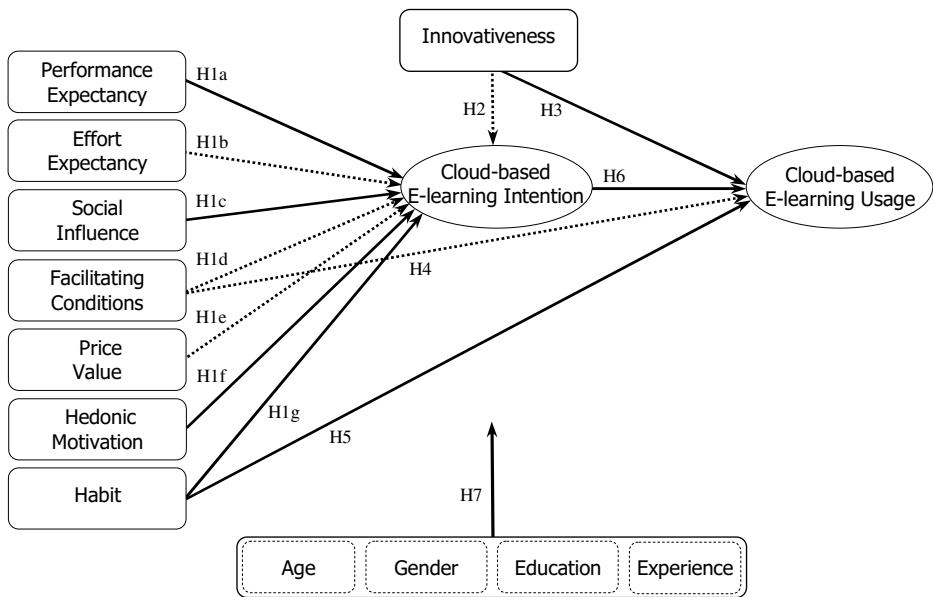 Innovativeness
Performance
Expectancy
H1a
H2
H3
Effort
Expectancy
H1b
Cloud-based
E-learning Intention
H6
Cloud-based
E-learning Usage
Social
Influence
H1c
H1d
H4
Facilitating
Conditions
H1e
Price
Value
H1f
Hedonic
Motivation
H1g
H5
Habit
H7
Age
Gender
Education
Experience